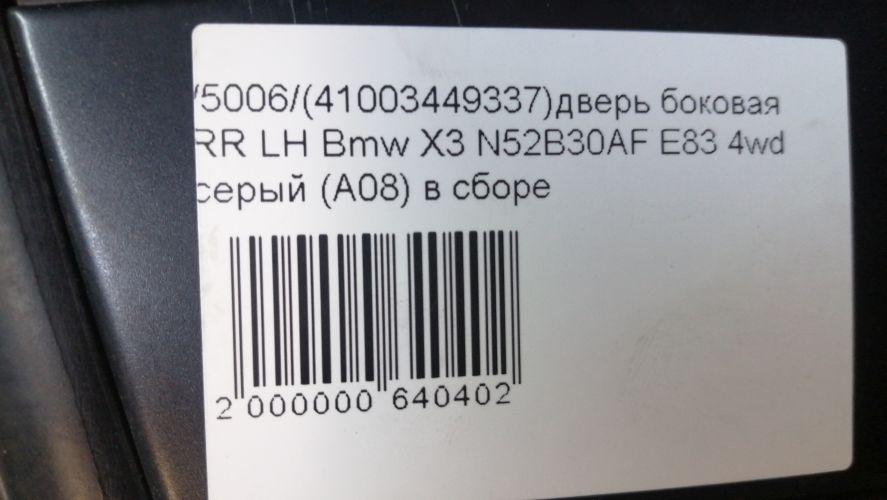 /5006/(41003449337)дверь боковая
RR LH Bmw X3 N52B30AF E83 4wd
серый (A08) в сборе
2 000000 640402